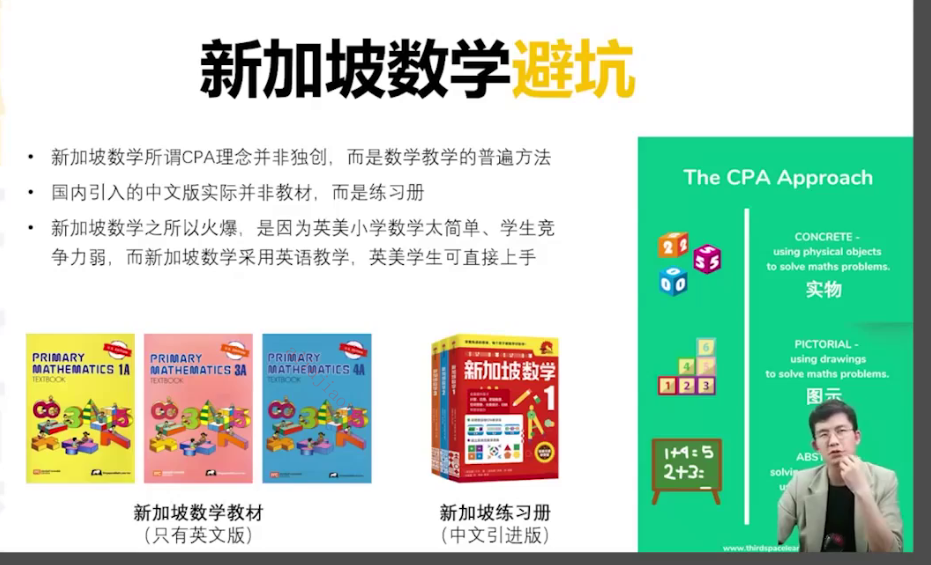 新加坡数学避坑
• 新加坡数学所谓CPA理念并非独创，而是数学教学的普遍方法
• 国内引入的中文版实际并非教材，而是练习册
• 新加坡数学之所以火爆，是因为英美小学数学太简单、学生竞
争力弱，而新加坡数学采用英语教学，英美学生可直接上手
PRIMARY
MATHEMATICS 1A
TEXTBOOK
PRIMARY
MATHEMATICS 3A
TEXTBOOK
PRIMARY
MATHEMATICS 4A
TEXTBOOK
新加坡数学教材
（只有英文版）
新加坡数学
1
新加坡练习册
（中文引进版）
The CPA Approach
CONCRETE -
using physical objects
to solve maths problems.
实物
PICTORIAL -
using drawings
to solve maths problems.
图示
6
4 5
1 2 3
1+4=5
2+3=